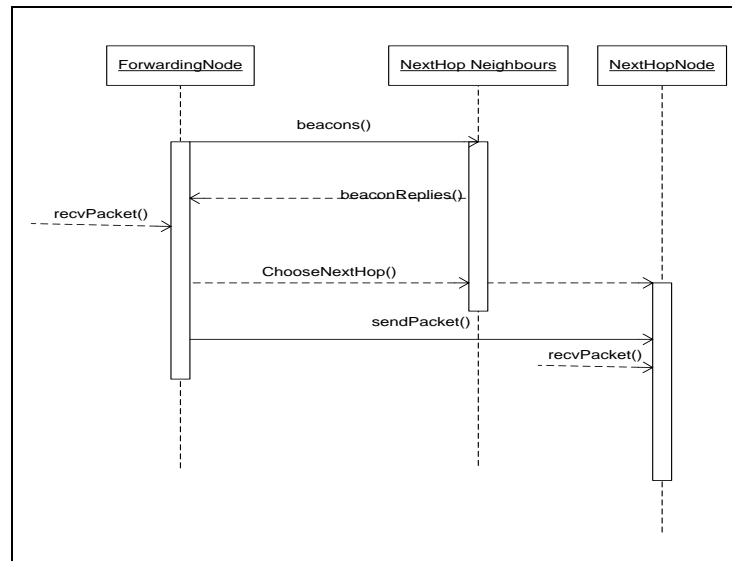 ForwardingNode
NextHop Neighbours
NextHopNode
beacons()
beaconReplies()
recvPacket()
ChooseNextHop()
sendPacket()
recvPacket()